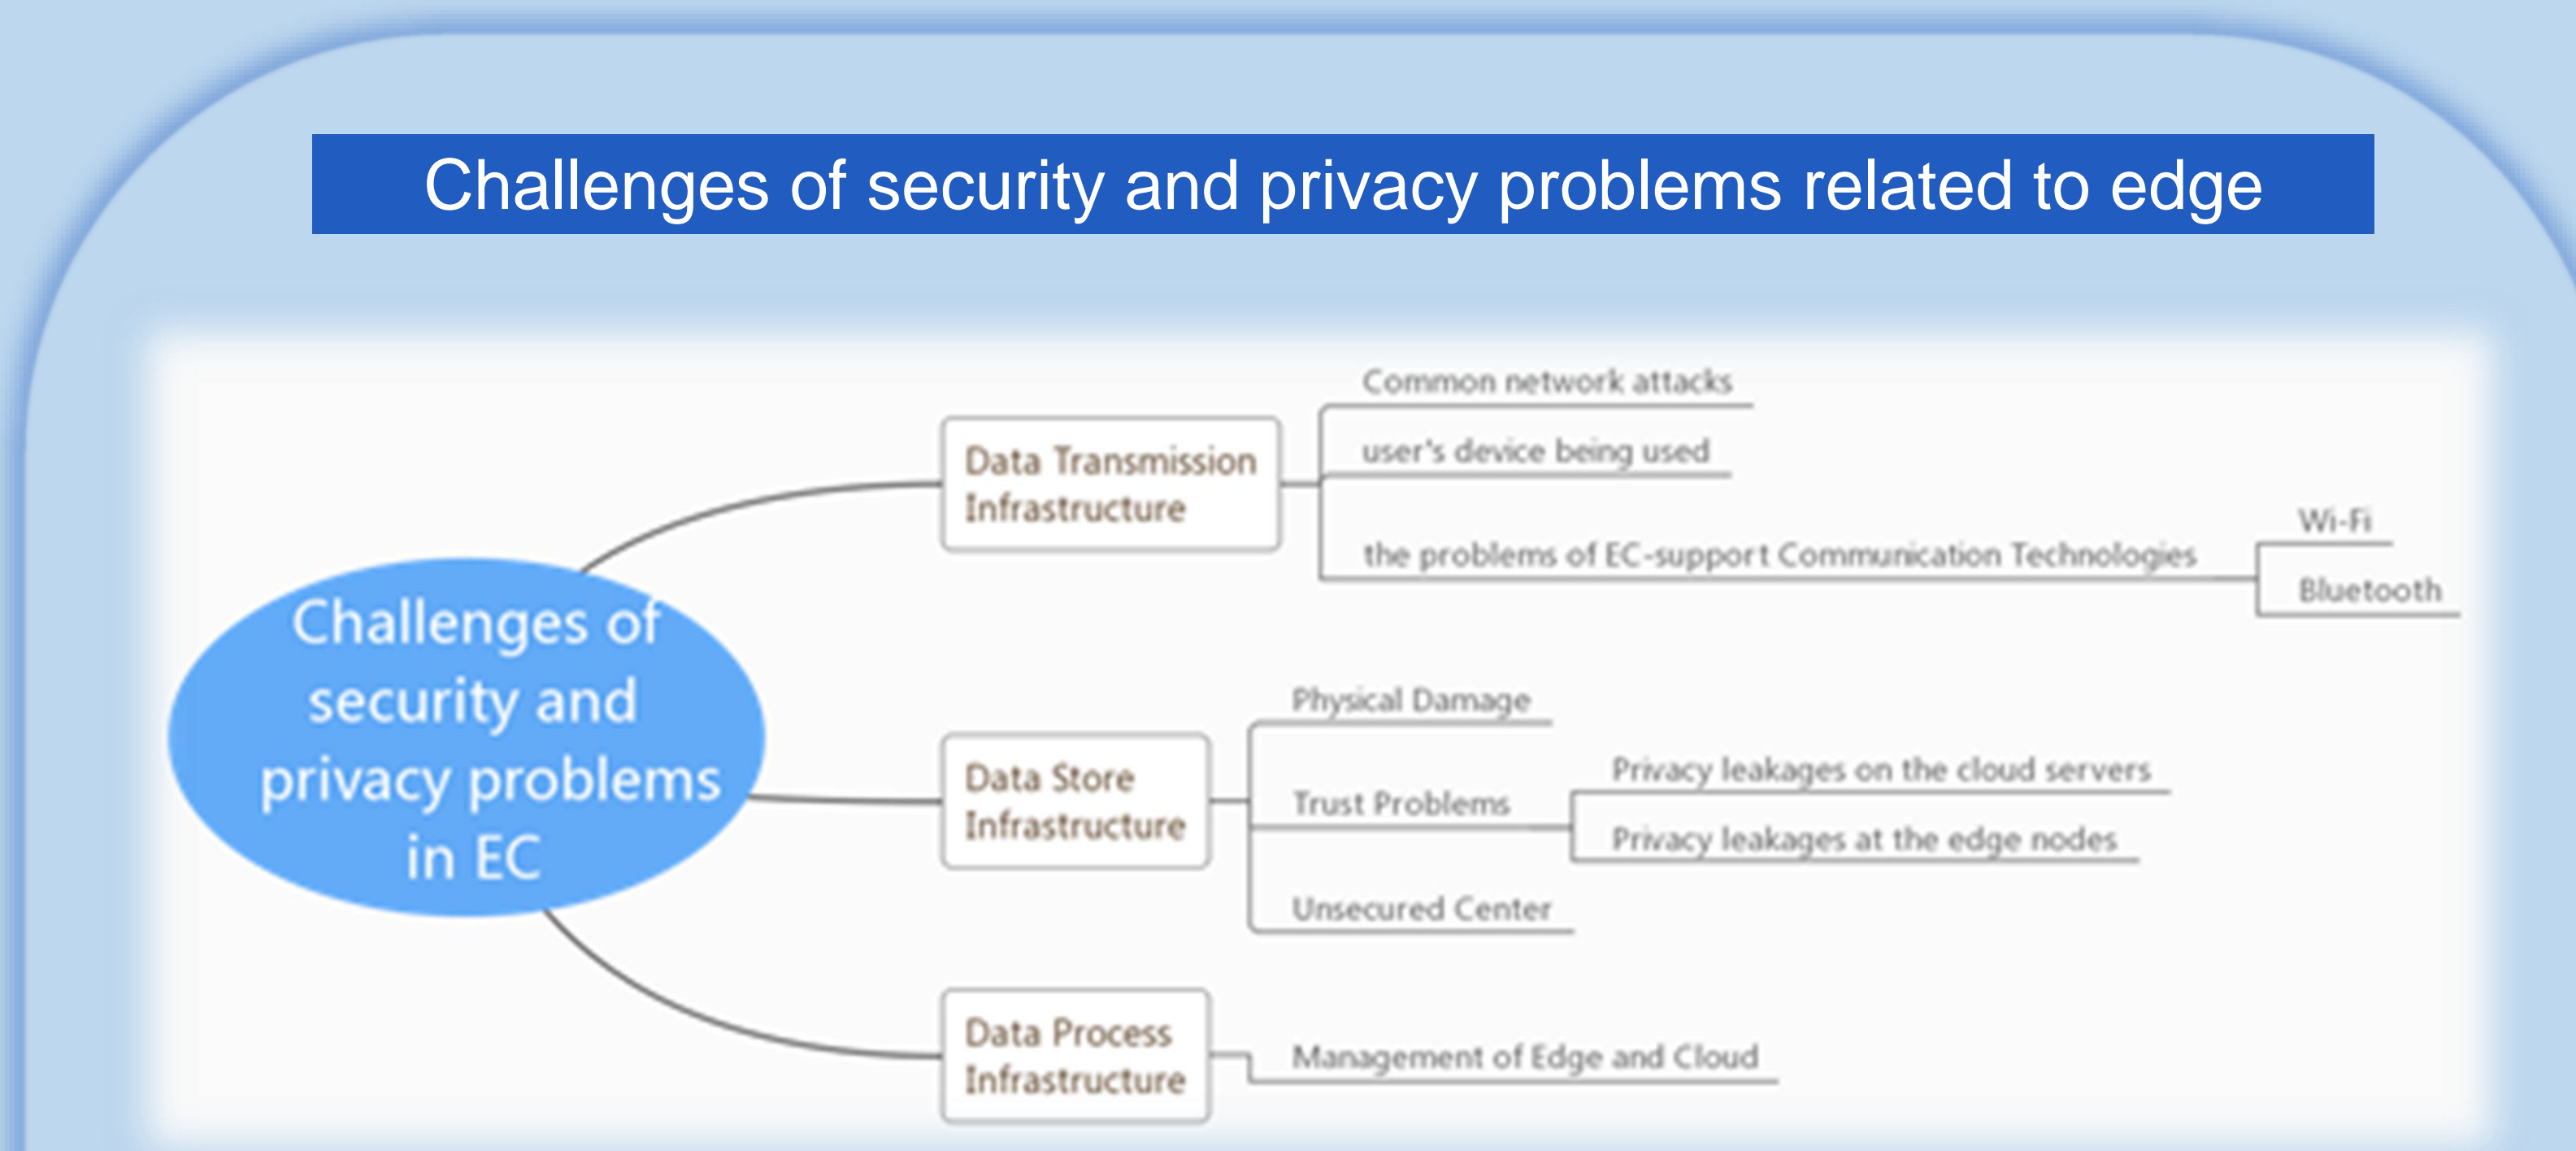 Challenges of security and privacy problems related to edge
Challenges of
security and
privacy problems
in EC
Data Transmission
Infrastructure
Common network attacks
user's device being used
the problems of EC-support Communication Technologies
Wi-Fi
Bluetooth
Data Store
Infrastructure
Physical Damage
Trust Problems
Privacy leakages on the cloud servers
Privacy leakages at the edge nodes
Unsecured Center
Data Process
Infrastructure
Management of Edge and Cloud